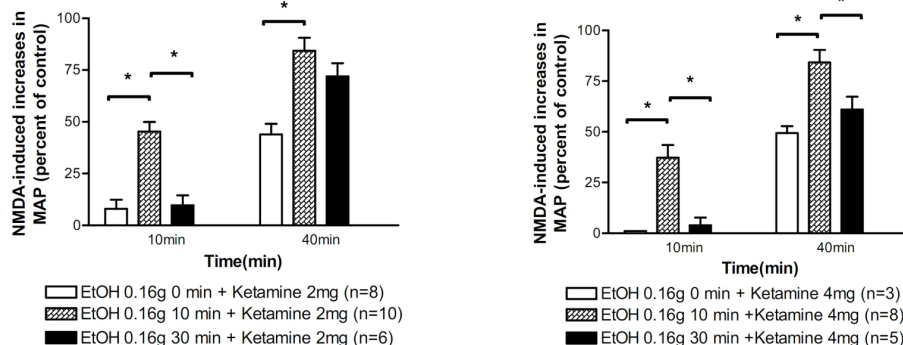 NMDA-induced increases in
MAP (percent of control)
100
75
50
25
0
*
*
*
10min
40min
Time(min)
EtOH 0.16g 0 min + Ketamine 2mg (n=8)
EtOH 0.16g 10 min + Ketamine 2mg (n=10)
EtOH 0.16g 30 min + Ketamine 2mg (n=6)
NMDA-induced increases in
MAP (percent of control)
100
75
50
25
0
*
*
*
*
10min
40min
Time(min)
EtOH 0.16g 0 min + Ketamine 4mg (n=3)
EtOH 0.16g 10 min +Ketamine 4mg (n=8)
EtOH 0.16g 30 min +Ketamine 4mg (n=5)